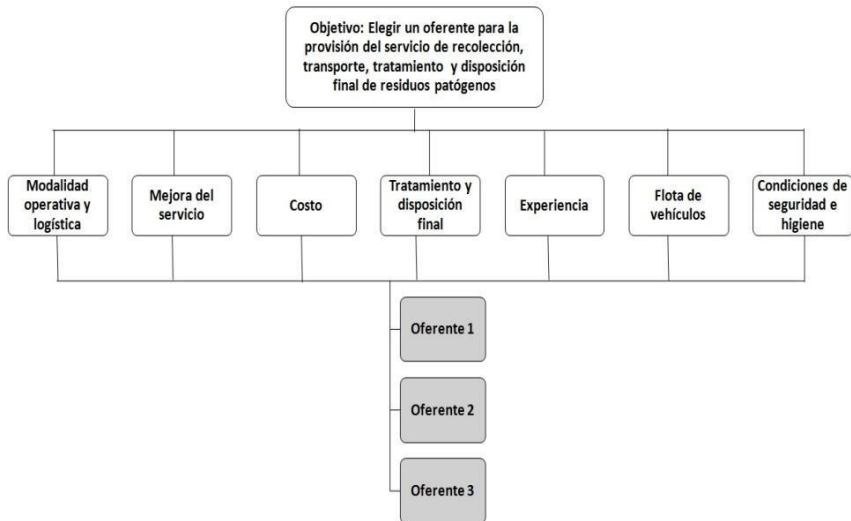 Objetivo: Elegir un oferente para la
provisión del servicio de recolección,
transporte, tratamiento y disposición
final de residuos patógenos
Modalidad
operativa y
logística
Mejora del
servicio
Costo
Tratamiento y
disposición
final
Experiencia
Flota de
vehículos
Condiciones de
seguridad e
higiene
Oferente 1
Oferente 2
Oferente 3